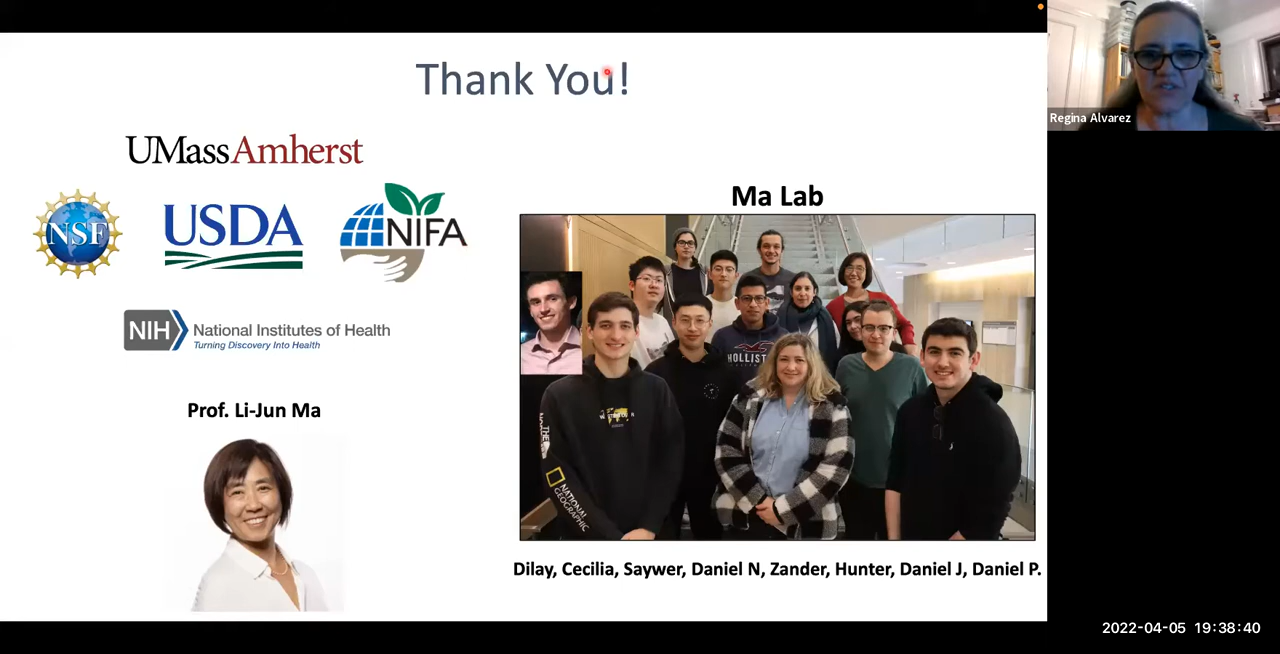 Thank You!
UMassAmherst
NSF
USDA
NIFA
NIH National Institutes of Health
Turning Discovery Into Health
Prof. Li-Jun Ma
Ma Lab
HOLLISTER
THE
NATIONAL
GEOGRAPHIC
Dilay, Cecilia, Saywer, Daniel N, Zander, Hunter, Daniel J, Daniel P.
Regina Alvarez
2022-04-05 19:38:40